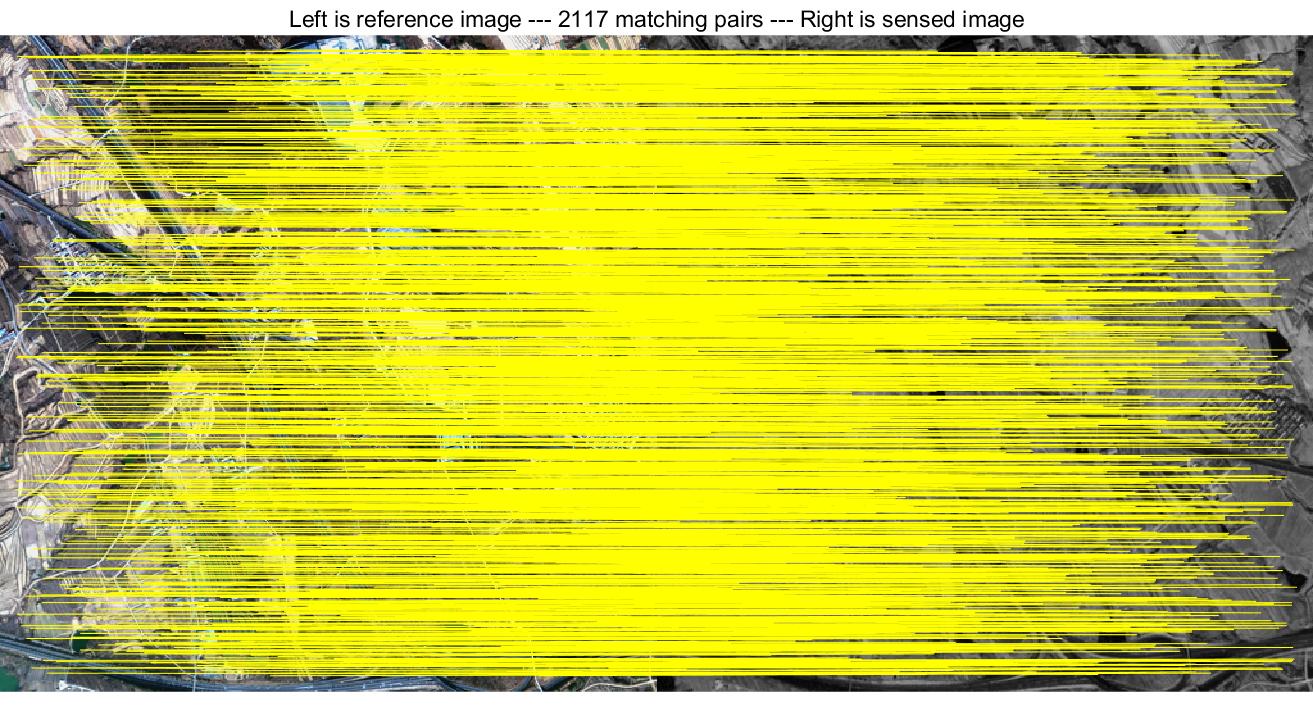 Left is reference image --- 2117 matching pairs --- Right is sensed image